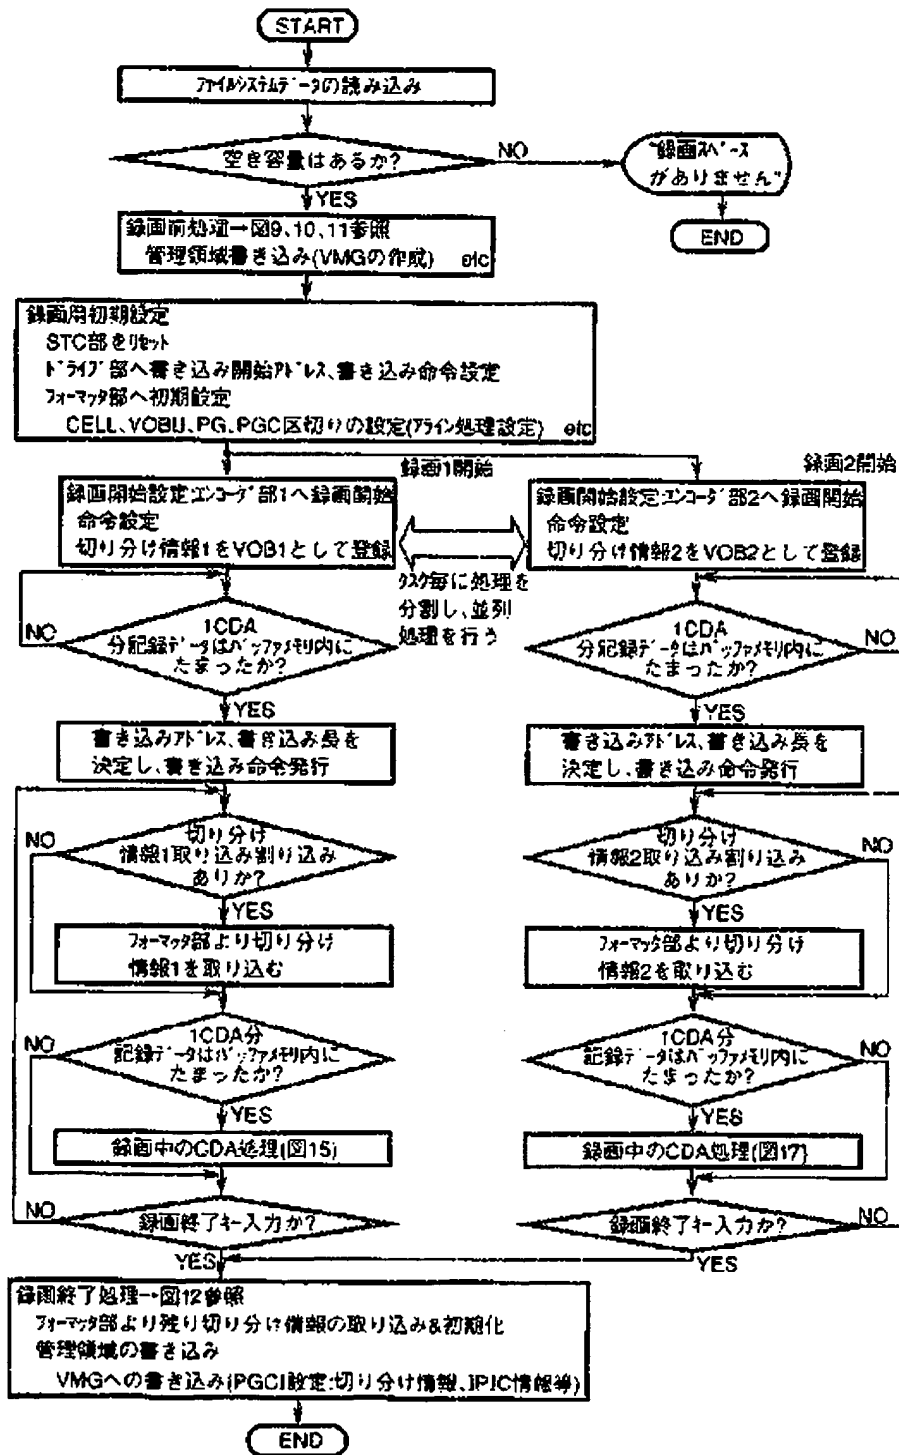 START
ファイルシステムデータの読み込み
空き容量はあるか?
NO
"録画スペース
がありません"
YES
END
録画前処理→図9、10、11参照
管理領域書き込み(VMGの作成) etc
録画用初期設定
STC部をリセット
ドライブ部へ書き込み開始アドレス、書き込み命令設定
フォーマッタ部へ初期設定
CELL、VOBU、PG、PGC区切りの設定(アライン処理設定) etc
録画1開始
録画2開始
録画開始設定:エンコーダ部1へ録画開始
命令設定
切り分け情報1をVOB1として登録
録画開始設定:エンコーダ部2へ録画開始
命令設定
切り分け情報2をVOB2として登録
タスク毎に処理を
分割し、並列
処理を行う
NO
1CDA
分記録データはバッファメモリ内に
たまったか?
YES
1CDA
分記録データはバッファメモリ内に
たまったか?
NO
YES
書き込みアドレス、書き込み長を
決定し、書き込み命令発行
書き込みアドレス、書き込み長を
決定し、書き込み命令発行
NO
切り分け
情報1取り込み割り込み
ありか?
YES
切り分け
情報2取り込み割り込み
ありか?
NO
YES
フォーマッタ部より切り分け
情報1を取り込む
フォーマッタ部より切り分け
情報2を取り込む
NO
1CDA分
記録データはバッファメモリ内に
たまったか?
YES
1CDA分
記録データはバッファメモリ内に
たまったか?
NO
YES
録画中のCDA処理(図15)
録画中のCDA処理(図17)
NO
録画終了キー入力か?
YES
録画終了キー入力か?
NO
YES
録画終了処理→図12参照
フォーマッタ部より残り切り分け情報の取り込み&初期化
管理領域の書き込み
VMGへの書き込み(PGCI設定:切り分け情報、IPIC情報等)
END